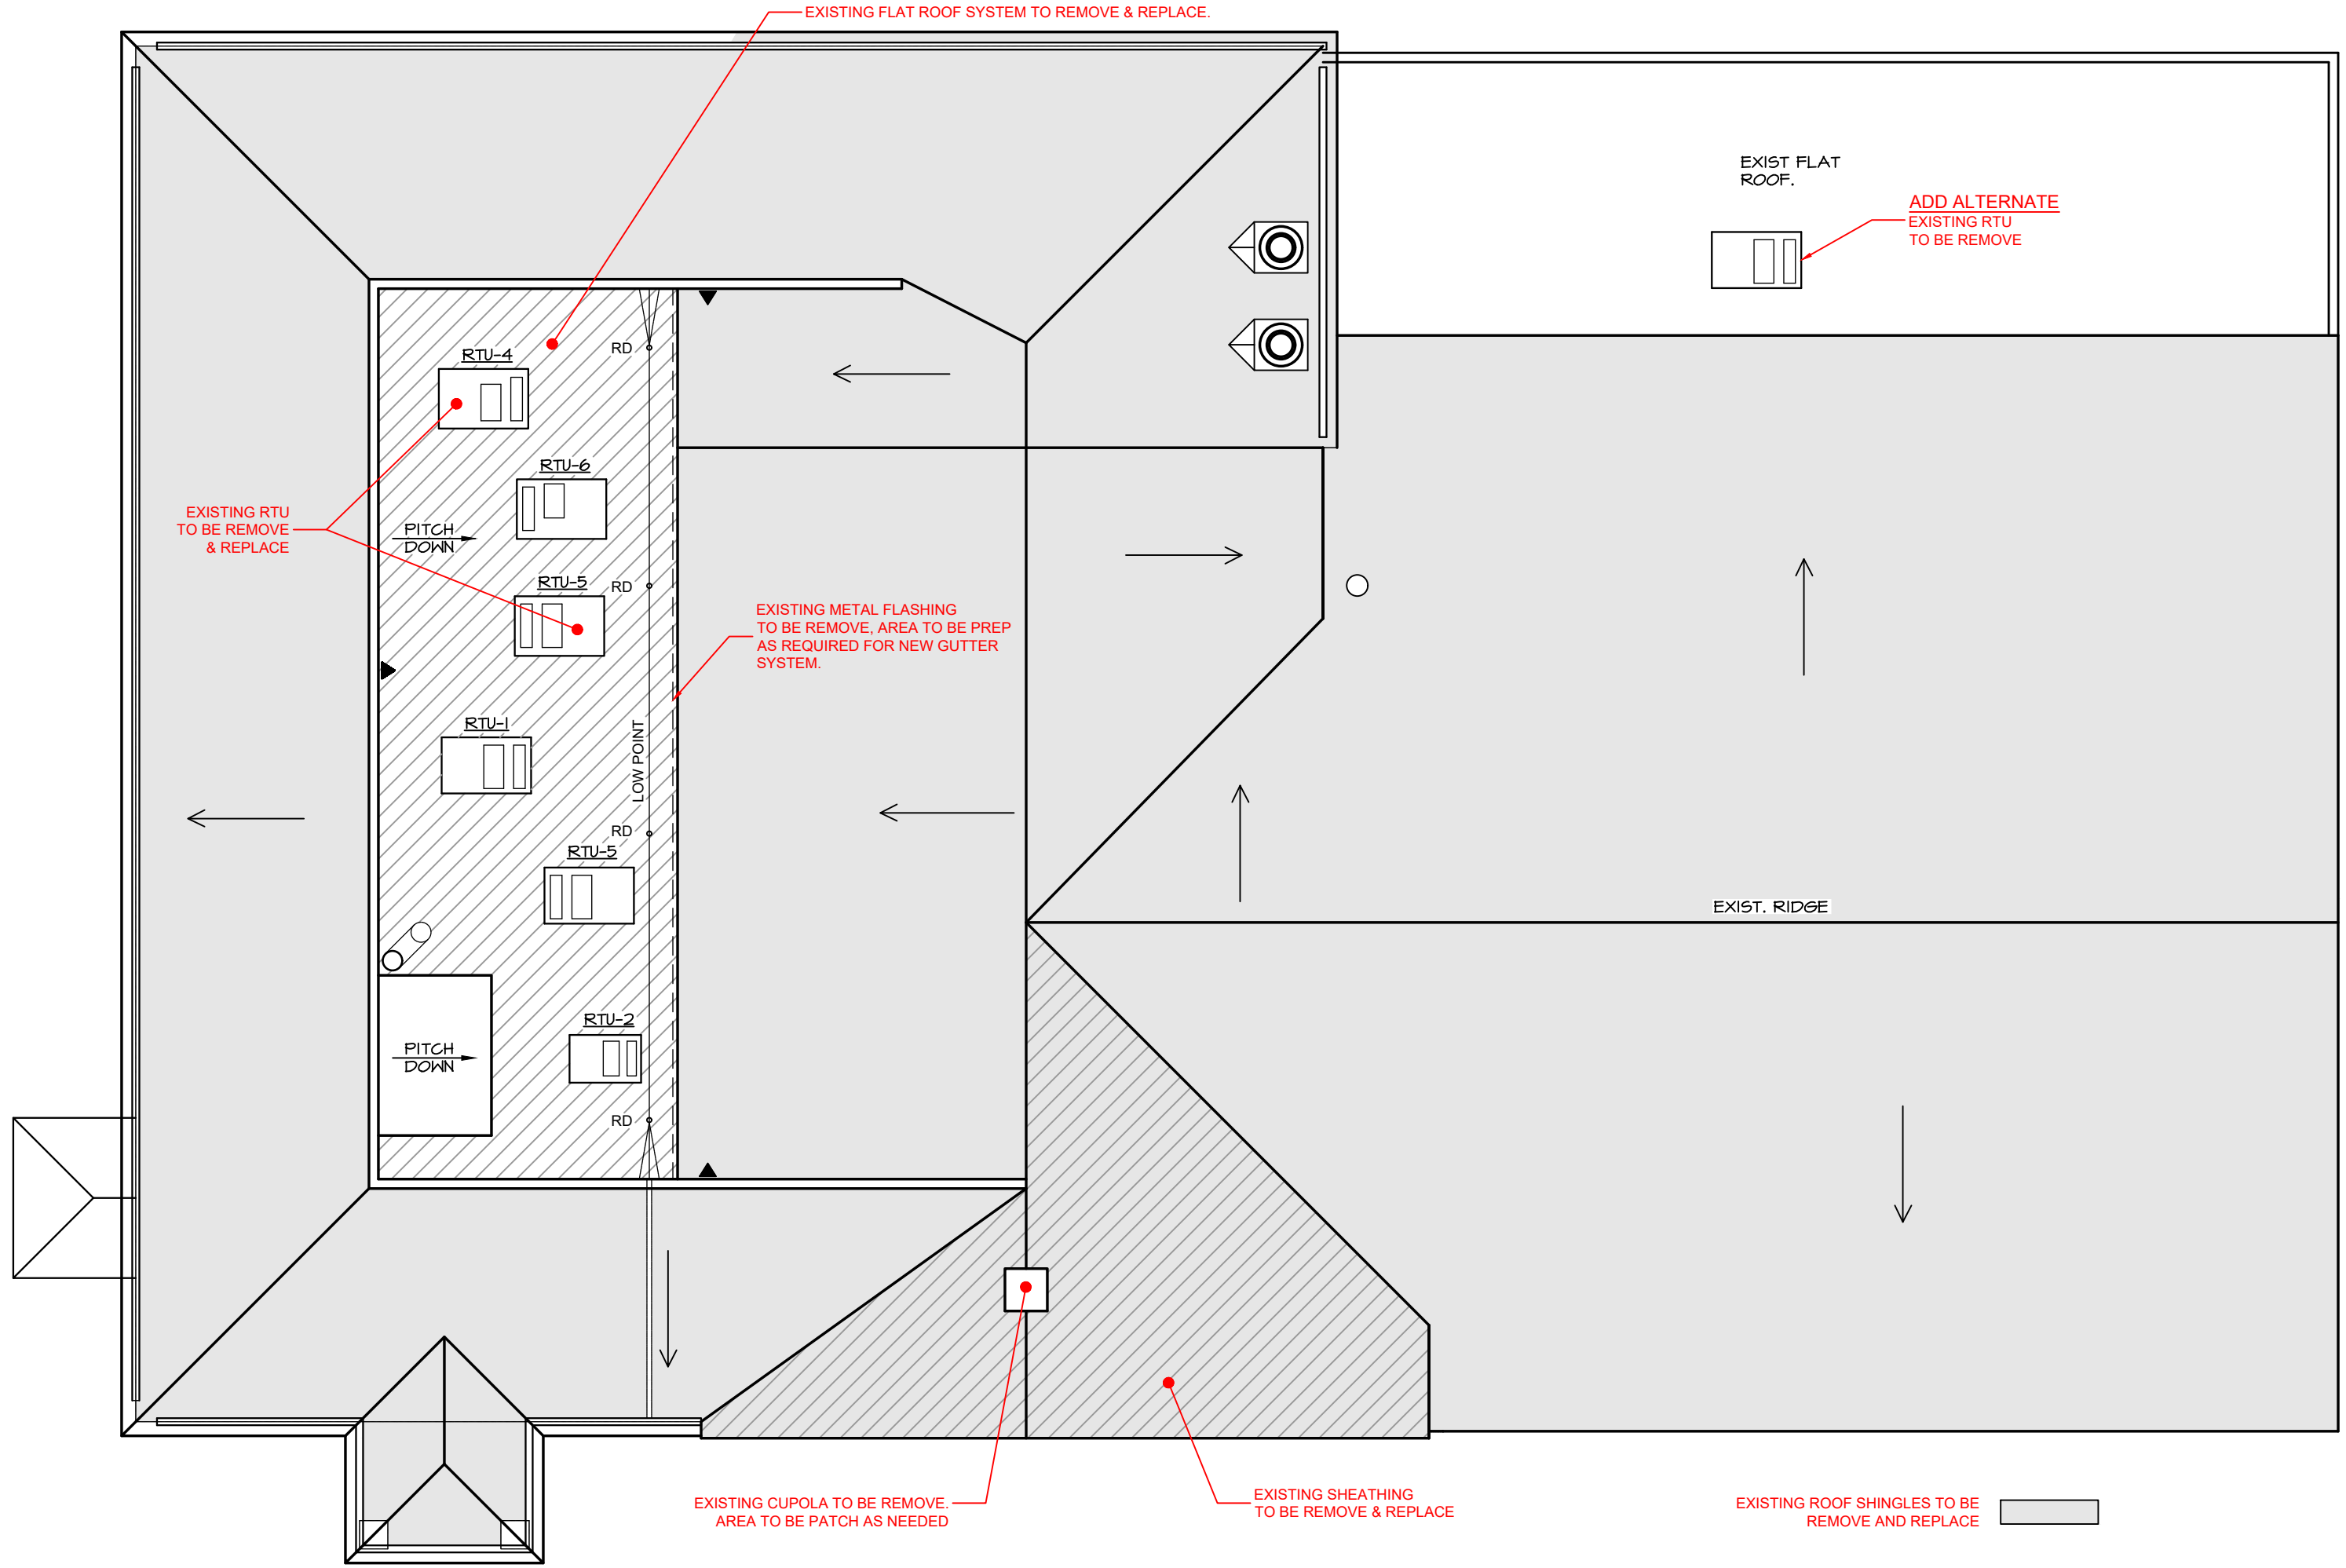 EXISTING FLAT ROOF SYSTEM TO REMOVE & REPLACE.
EXIST FLAT
ROOF.
ADD ALTERNATE
EXISTING RTU
TO BE REMOVE
RD
RTU-4
RTU-6
EXISTING RTU
TO BE REMOVE
& REPLACE
PITCH
DOWN
RTU-5
RD
EXISTING METAL FLASHING
TO BE REMOVE, AREA TO BE PREP
AS REQUIRED FOR NEW GUTTER
SYSTEM.
RTU-1
LOW POINT
RD
RTU-5
EXIST. RIDGE
RTU-2
PITCH
DOWN
RD
EXISTING CUPOLA TO BE REMOVE.
AREA TO BE PATCH AS NEEDED
EXISTING SHEATHING
TO BE REMOVE & REPLACE
EXISTING ROOF SHINGLES TO BE
REMOVE AND REPLACE